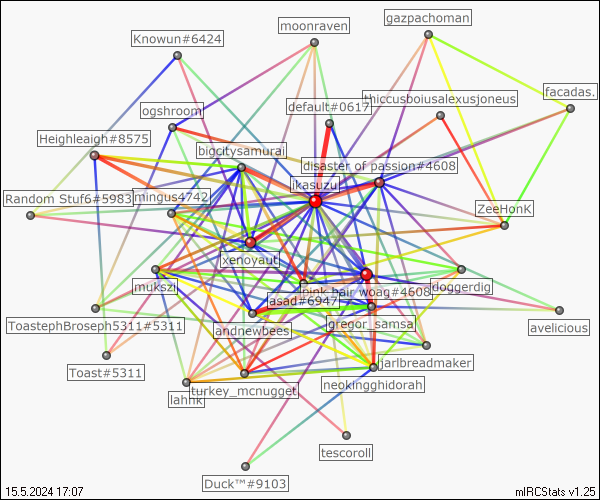 gazpachoman
moonraven
Knowun#6424
facadas.
thiccusboiusalexusjoneus
default#0617
ogshroom
Heighleaigh#8575
bigcitysamurai
disaster of passion#4608
ikasuzu
Random Stuf6#5983
mingus4742
ZeeHonK
xenoyaut
mukszi
pink hair woag#4608
doggerdig
asad#6947
ToastephBroseph5311#5311
andnewbees
gregor_samsa
avelicious
Toast#5311
jarlbreadmaker
neokingghidorah
turkey_mcnugget
lahhk
tescoroll
Duck™#9103
15.5.2024 17:07
mIRCStats v1.25